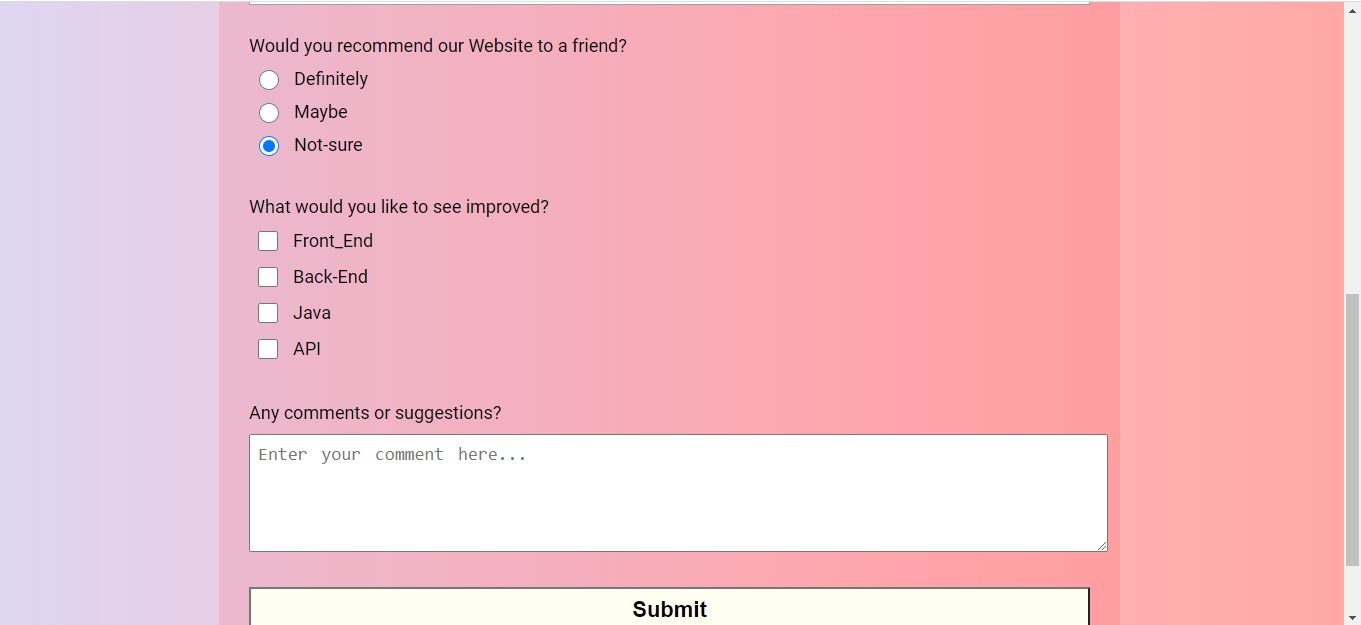 Would you recommend our Website to a friend?
Definitely
Maybe
Not-sure
What would you like to see improved?
Front_End
Back-End
Java
API
Any comments or suggestions?
Enter your comment here...
Submit